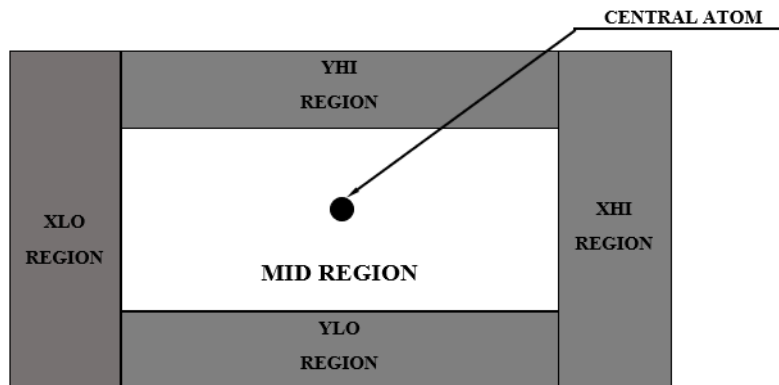 CENTRAL ATOM
YHI
REGION
XLO
REGION
XHI
REGION
MID REGION
YLO
REGION